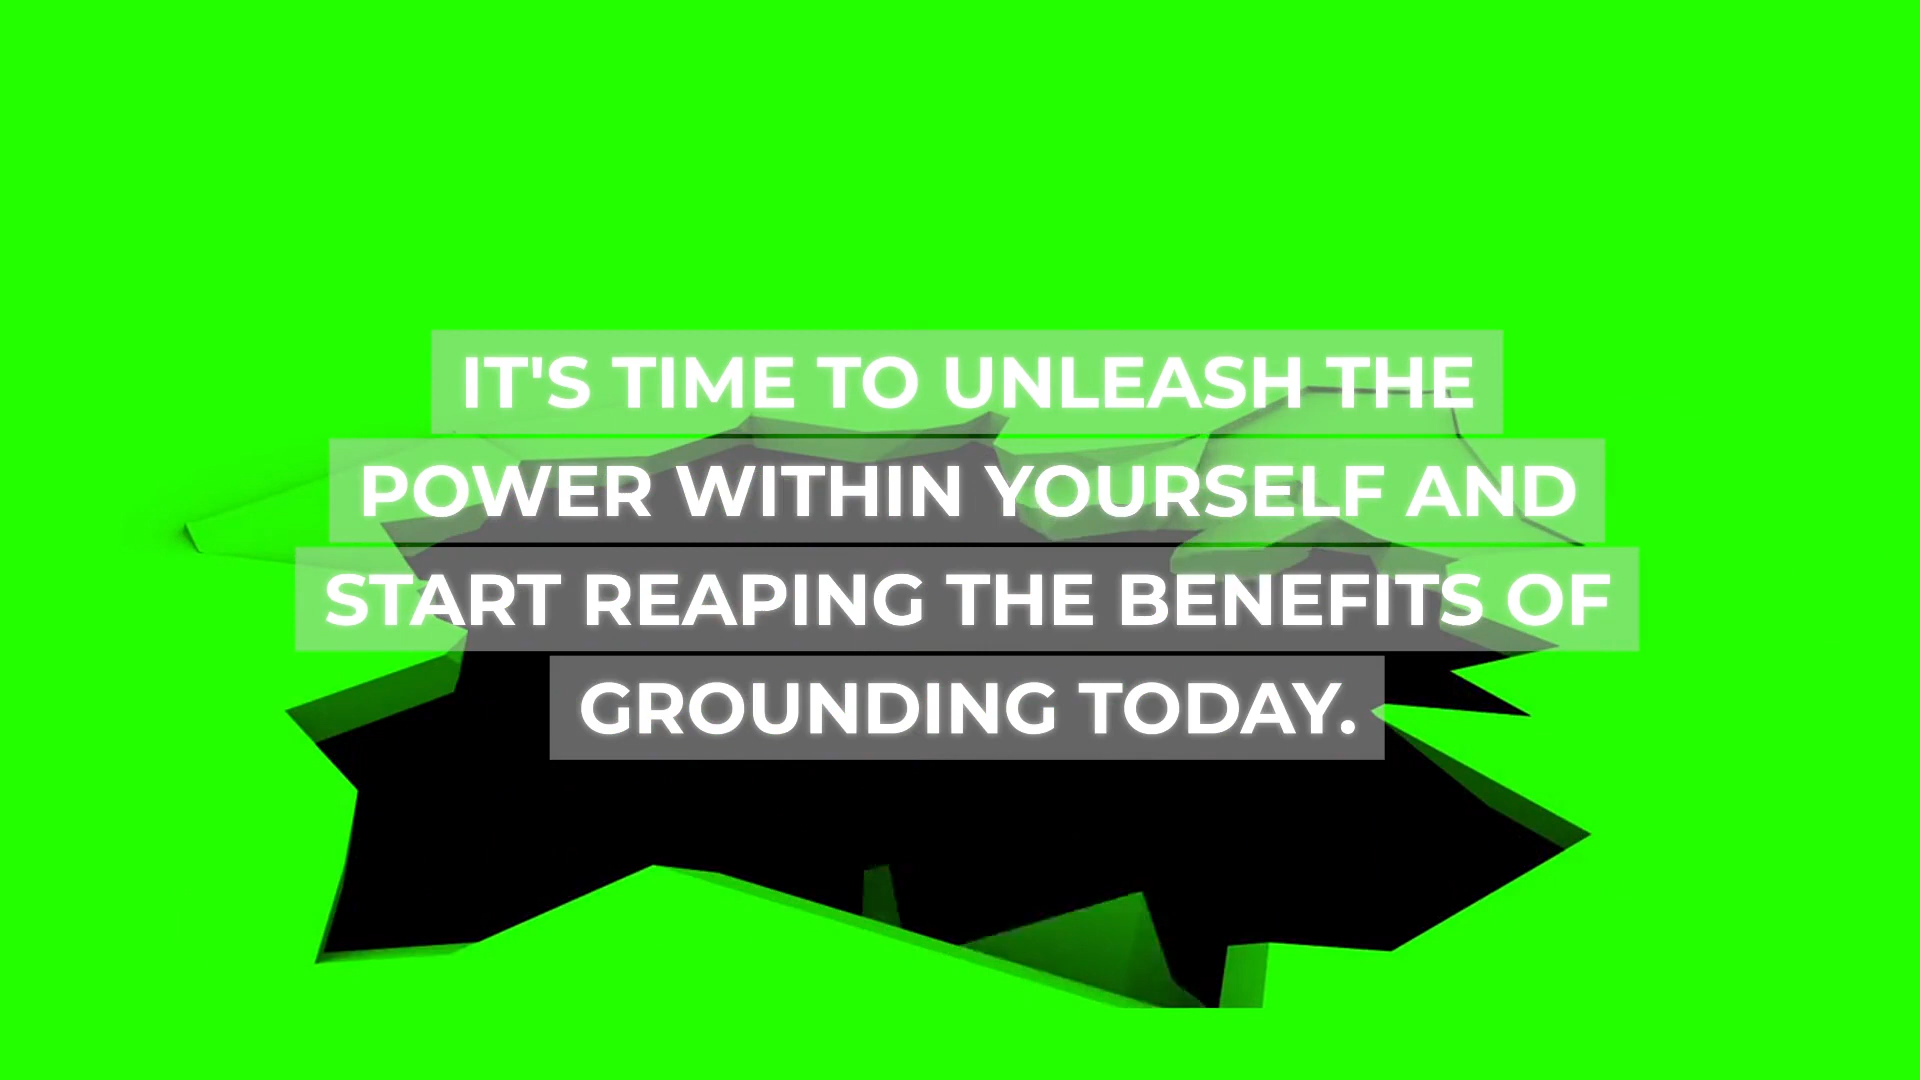 IT'S TIME TO UNLEASH THE
POWER WITHIN YOURSELF AND
START REAPING THE BENEFITS OF
GROUNDING TODAY.